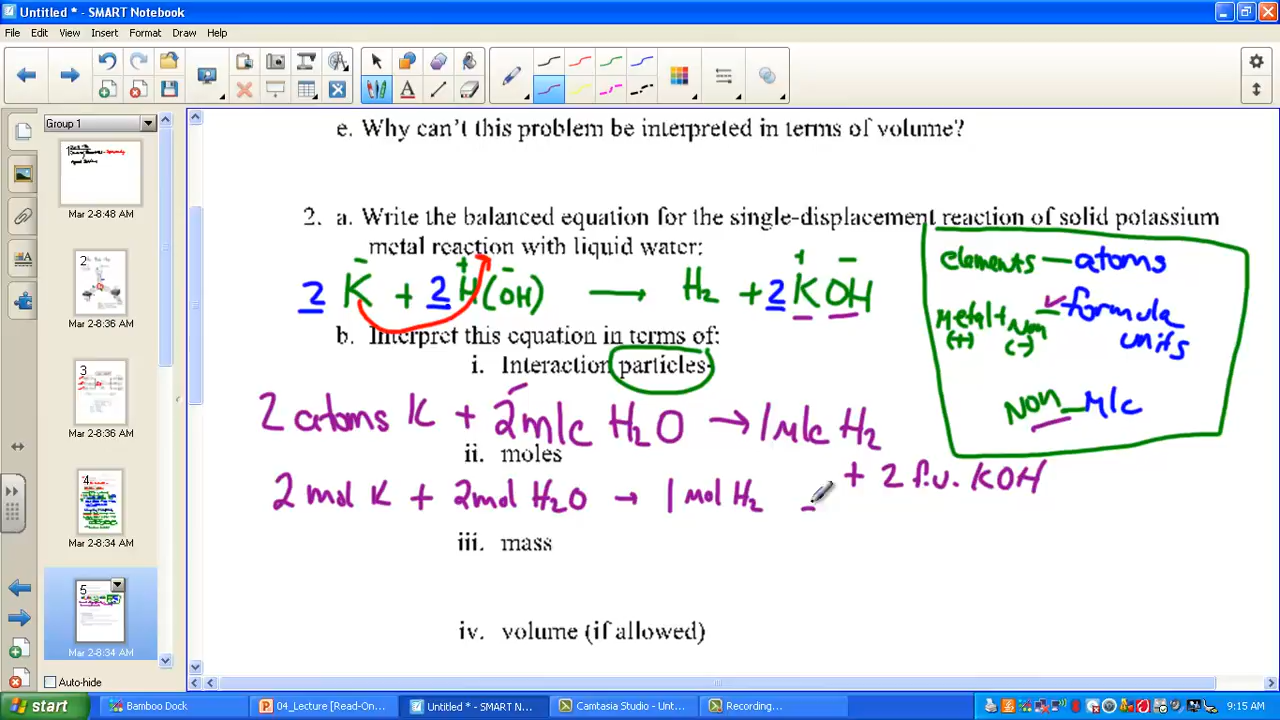 Untitled * - SMART Notebook
File Edit View Insert Format Draw Help
Group 1
Mar 2-8:48 AM
2
Mar 2-8:36 AM
3
Mar 2-8:36 AM
4
Mar 2-8:34 AM
5
Mar 2-8:34 AM
Auto-hide
e. Why can't this problem be interpreted in terms of volume?
2. a. Write the balanced equation for the single-displacement reaction of solid potassium
metal reaction with liquid water:
2 K + 2 H(OH) → H2 + 2 KOH
elements — atoms
Metal + Non — formula units
(+) (-)
Non — Mlc
b. Interpret this equation in terms of:
i. Interaction particles-
2 atoms K + 2 mlc H2O → 1 Mlc H2
+ 2 f.u. KOH
ii. moles
2 mol K + 2 mol H2O → 1 mol H2
iii. mass
iv. volume (if allowed)
start
Bamboo Dock
04_Lecture [Read-On...
Untitled * - SMART N...
Camtasia Studio - Unt...
Recording...
9:15 AM